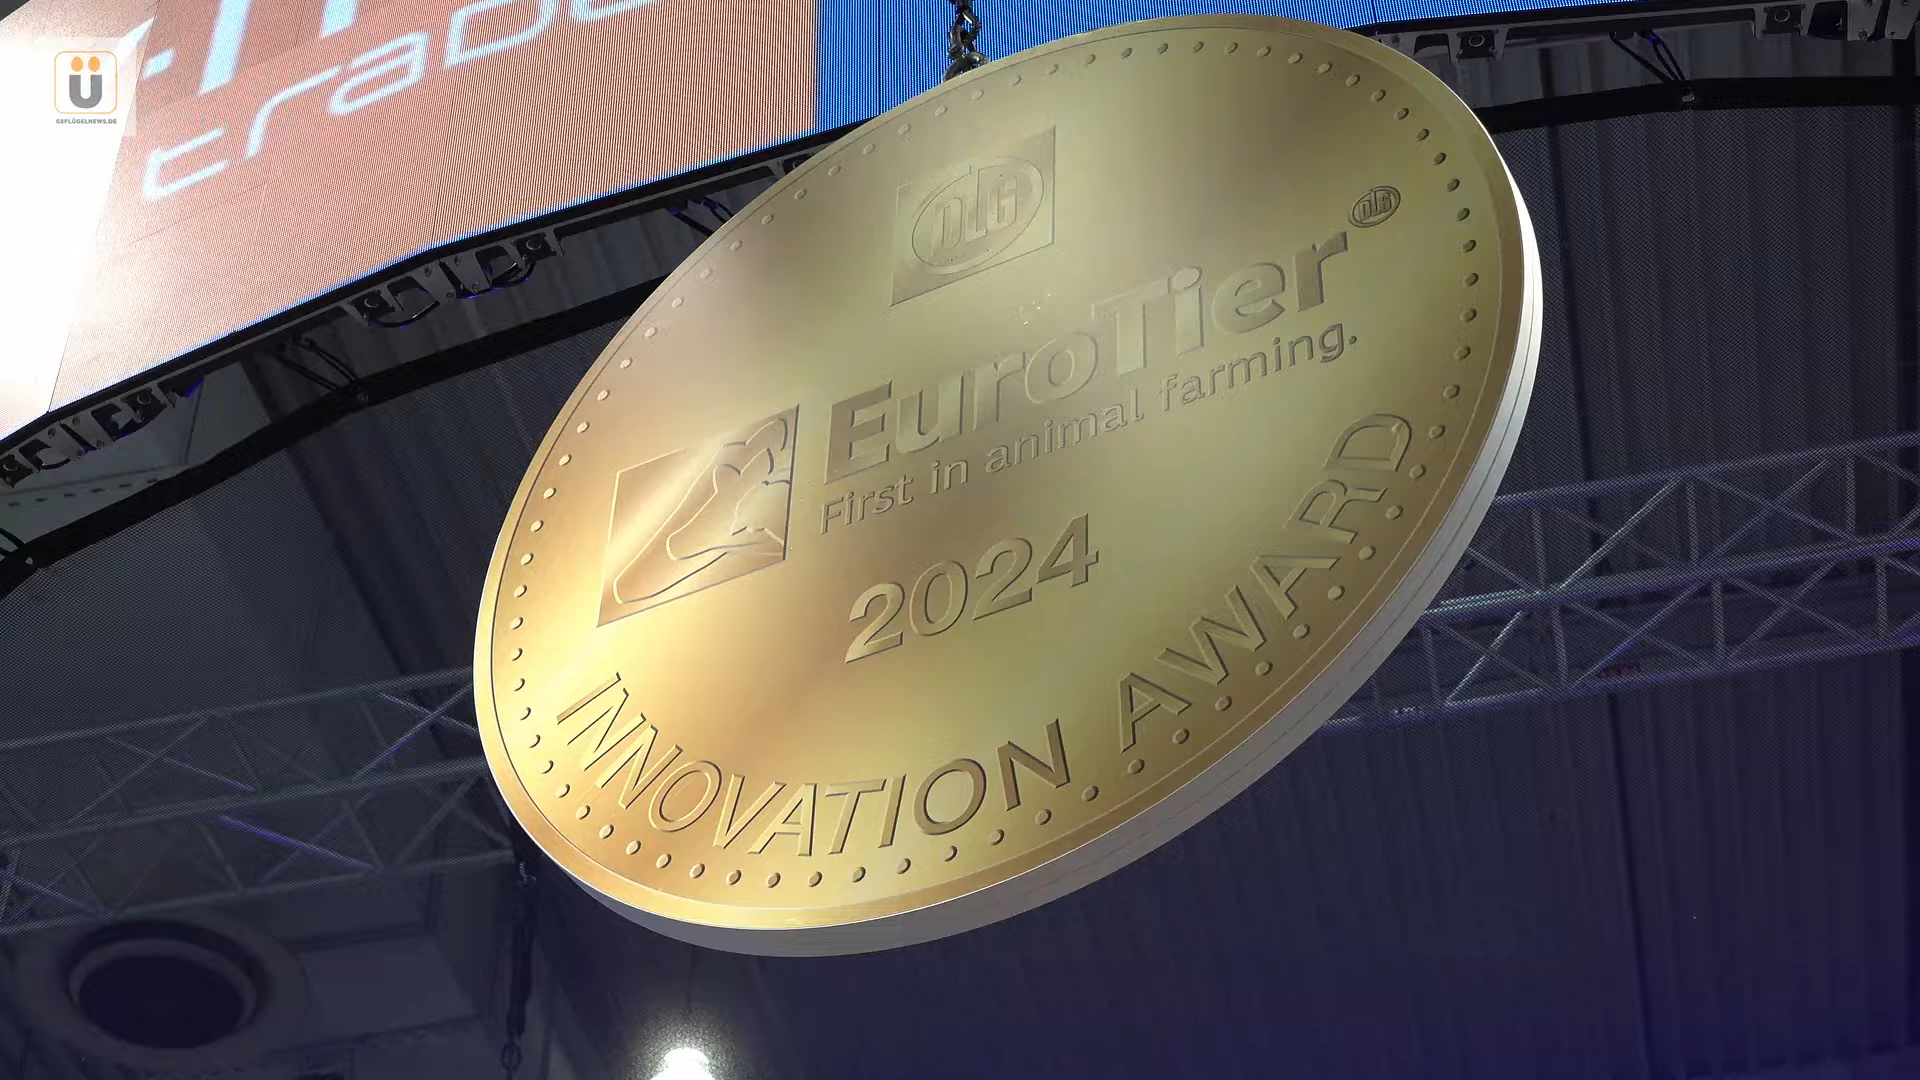 Ü
GEFLÜGELNEWS.DE
DLG
EuroTier
DLG
First in animal farming.
2024
INNOVATION AWARD